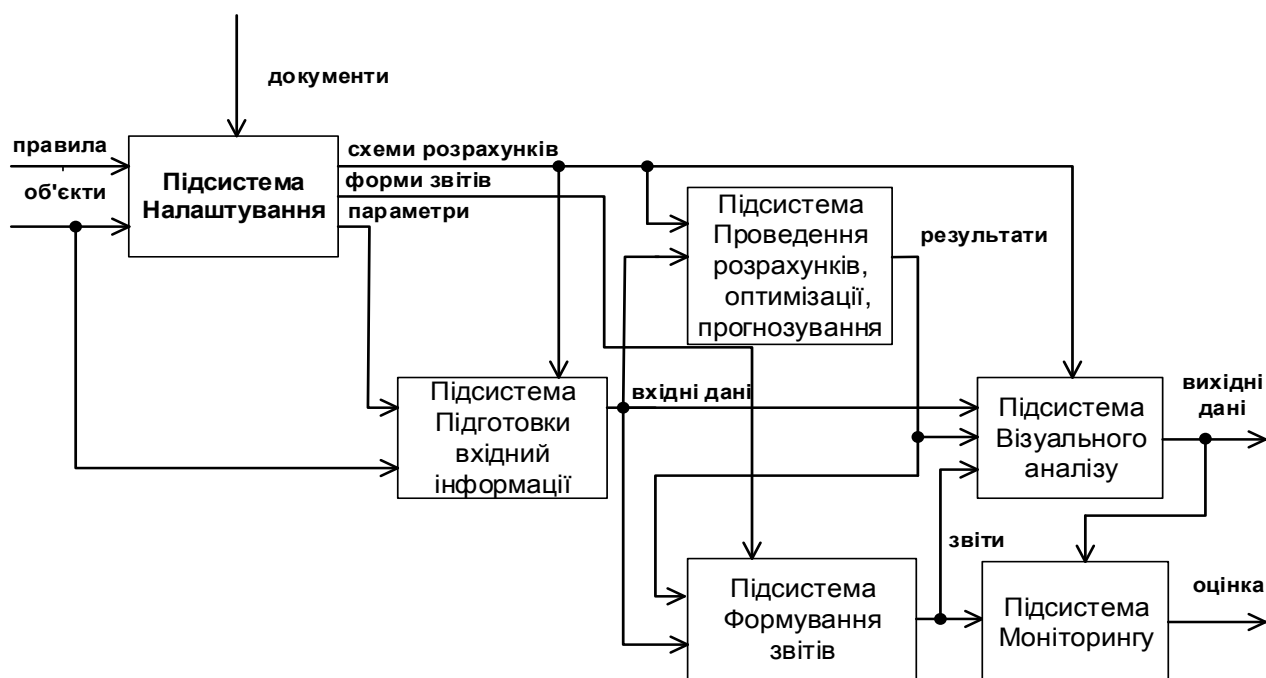 документи
правила
об'єкти
Підсистема
Налаштування
схеми розрахунків
форми звітів
параметри
Підсистема
Проведення
розрахунків,
оптимізації,
прогнозування
результати
Підсистема
Підготовки
вхідний
інформації
вхідні дані
Підсистема
Візуального
аналізу
вихідні
дані
звіти
Підсистема
Формування
звітів
Підсистема
Моніторингу
оцінка